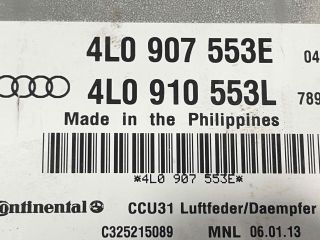 4L0 907 553E 04
4L0 910 553L 789
Made in the Philippines
*4L0 907 553E*
Continental CCU31 Luftfeder/Daempfer
C325215089 MNL 06.01.13